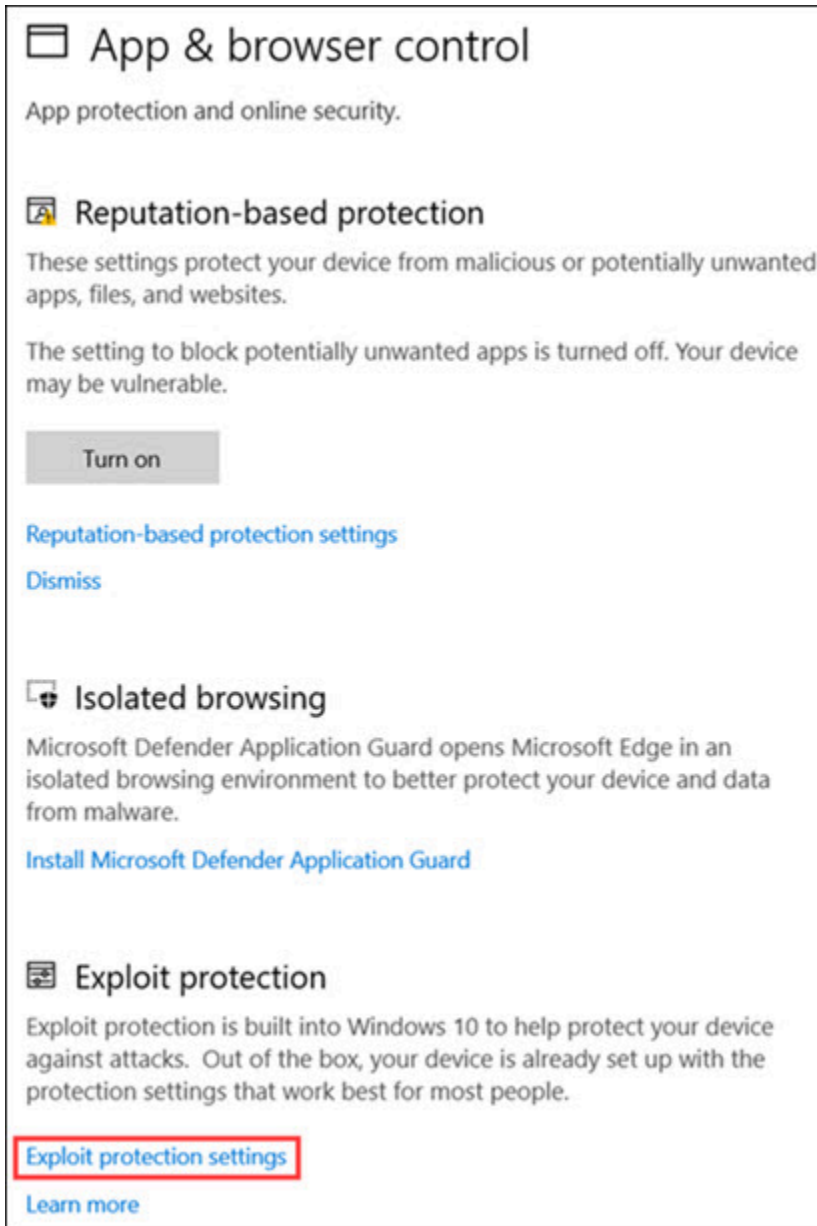 App & browser control
App protection and online security.
Reputation-based protection
These settings protect your device from malicious or potentially unwanted
apps, files, and websites.
The setting to block potentially unwanted apps is turned off. Your device
may be vulnerable.
Turn on
Reputation-based protection settings
Dismiss
Isolated browsing
Microsoft Defender Application Guard opens Microsoft Edge in an
isolated browsing environment to better protect your device and data
from malware.
Install Microsoft Defender Application Guard
Exploit protection
Exploit protection is built into Windows 10 to help protect your device
against attacks.  Out of the box, your device is already set up with the
protection settings that work best for most people.
Exploit protection settings
Learn more